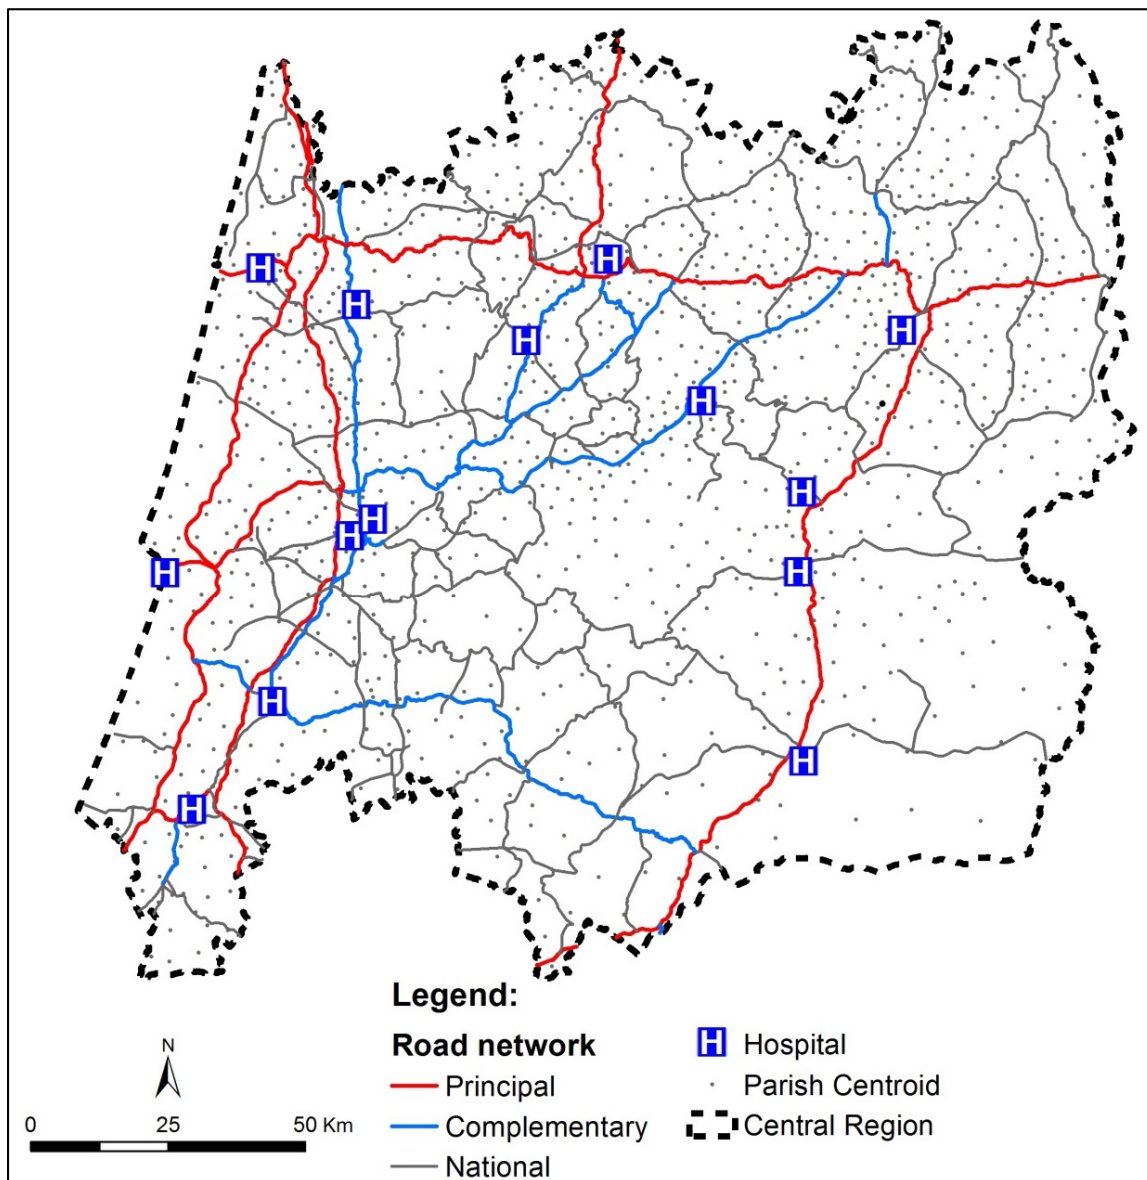 H
H
H
H
H
H
H
H
H
H
H
H
H
H
Legend:
Road network
Principal
Complementary
National
H Hospital
Parish Centroid
Central Region
N
0 25 50 Km